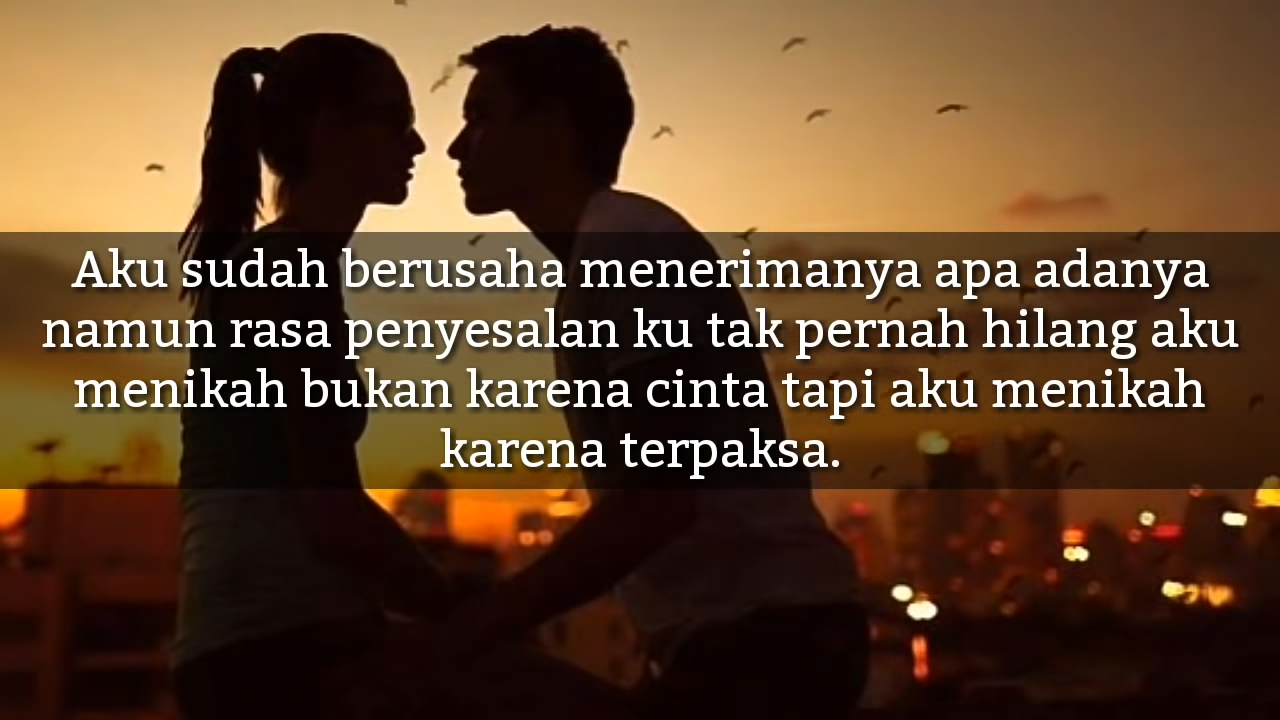 Aku sudah berusaha menerimanya apa adanya
namun rasa penyesalan ku tak pernah hilang aku
menikah bukan karena cinta tapi aku menikah
karena terpaksa.